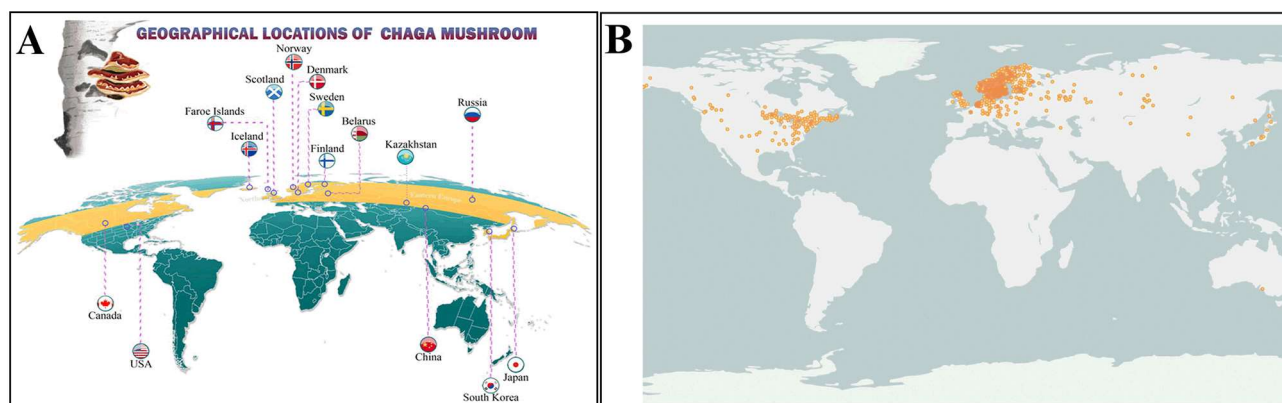 A
GEOGRAPHICAL LOCATIONS OF CHAGA MUSHROOM
Norway
Scotland
Denmark
Faroe Islands
Sweden
Russia
Iceland
Belarus
Finland
Kazakhstan
Canada
USA
China
Japan
South Korea
B